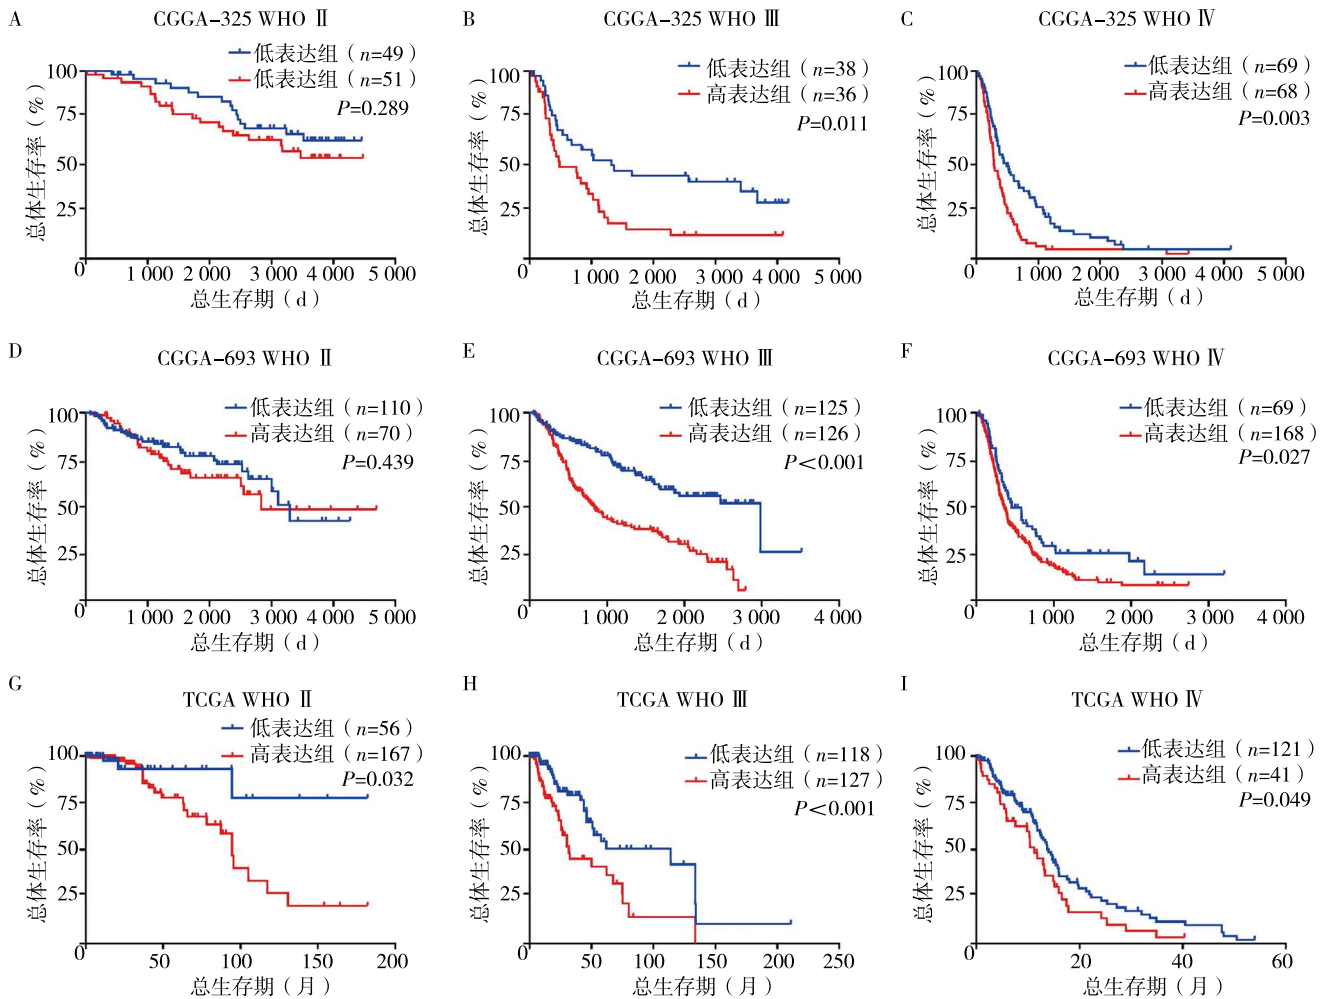 A
CGGA-325 WHO Ⅱ
低表达组（n=49）
低表达组（n=51）
P=0.289
总体生存率（%）
100
75
50
25
0
1 000
2 000
3 000
4 000
5 000
总生存期（d）
B
CGGA-325 WHO Ⅲ
低表达组（n=38）
高表达组（n=36）
P=0.011
总体生存率（%）
100
75
50
25
0
1 000
2 000
3 000
4 000
5 000
总生存期（d）
C
CGGA-325 WHO Ⅳ
低表达组（n=69）
高表达组（n=68）
P=0.003
总体生存率（%）
100
75
50
25
0
1 000
2 000
3 000
4 000
5 000
总生存期（d）
D
CGGA-693 WHO Ⅱ
低表达组（n=110）
高表达组（n=70）
P=0.439
总体生存率（%）
100
75
50
25
0
1 000
2 000
3 000
4 000
5 000
总生存期（d）
E
CGGA-693 WHO Ⅲ
低表达组（n=125）
高表达组（n=126）
P＜0.001
总体生存率（%）
100
75
50
25
0
1 000
2 000
3 000
4 000
总生存期（d）
F
CGGA-693 WHO Ⅳ
低表达组（n=69）
高表达组（n=168）
P=0.027
总体生存率（%）
100
75
50
25
0
1 000
2 000
3 000
4 000
总生存期（d）
G
TCGA WHO Ⅱ
低表达组（n=56）
高表达组（n=167）
P=0.032
总体生存率（%）
100
75
50
25
0
50
100
150
200
总生存期（月）
H
TCGA WHO Ⅲ
低表达组（n=118）
高表达组（n=127）
P＜0.001
总体生存率（%）
100
75
50
25
0
50
100
150
200
250
总生存期（月）
I
TCGA WHO Ⅳ
低表达组（n=121）
高表达组（n=41）
P=0.049
总体生存率（%）
100
75
50
25
0
20
40
60
总生存期（月）